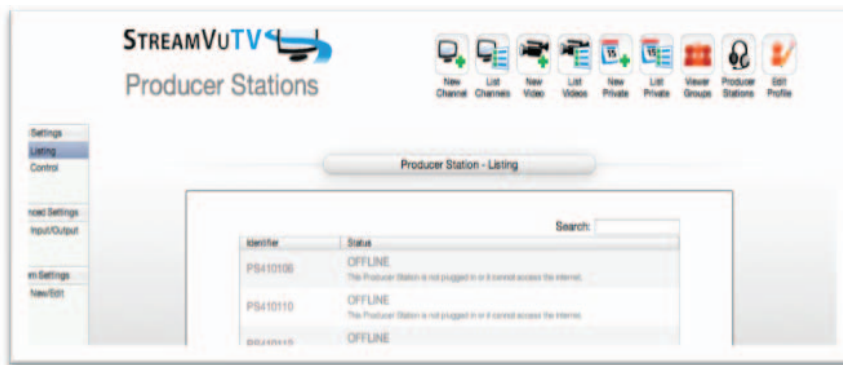 STREAMVUTV
Producer Stations
New Channel
List Channels
New Video
List Videos
New Private
List Private
Viewer Groups
Producer Stations
Edit Profile
Settings
Listing
Control
nced Settings
Input/Output
em Settings
New/Edit
Producer Station - Listing
Search:
Identifier Status
PS410106 OFFLINE
This Producer Station is not plugged in or it cannot access the internet.
PS410110 OFFLINE
This Producer Station is not plugged in or it cannot access the internet.
OFFLINE